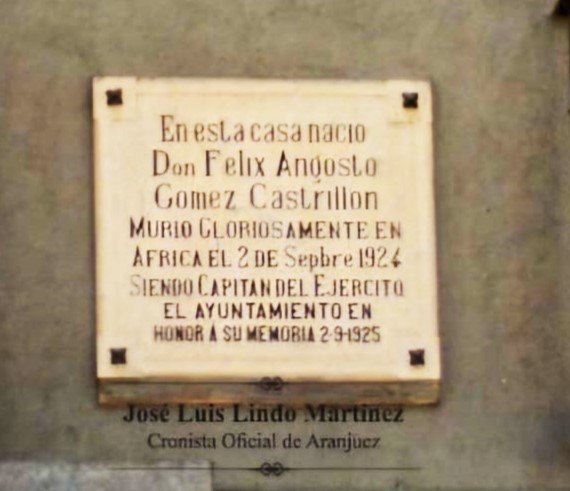 En esta casa nacio
Don Felix Angosto
Gomez Castrillon
MURIO GLORIOSAMENTE EN
AFRICA EL 2 DE Sepbre 1924
SIENDO CAPITAN DEL EJERCITO
EL AYUNTAMIENTO EN
HONOR Á SU MEMORIA 2-9-1925
José Luis Lindo Martínez
Cronista Oficial de Aranjuez